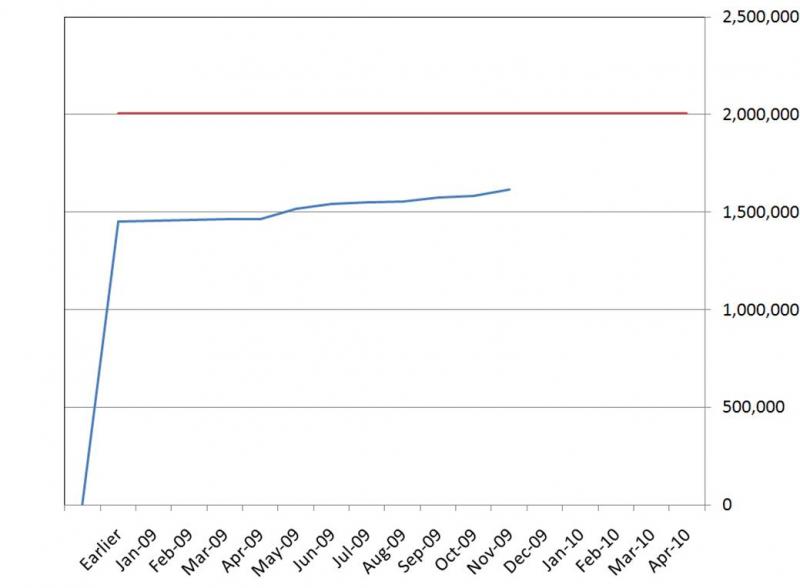 2,500,000
2,000,000
1,500,000
1,000,000
500,000
0
Earlier
Jan-09
Feb-09
Mar-09
Apr-09
May-09
Jun-09
Jul-09
Aug-09
Sep-09
Oct-09
Nov-09
Dec-09
Jan-10
Feb-10
Mar-10
Apr-10